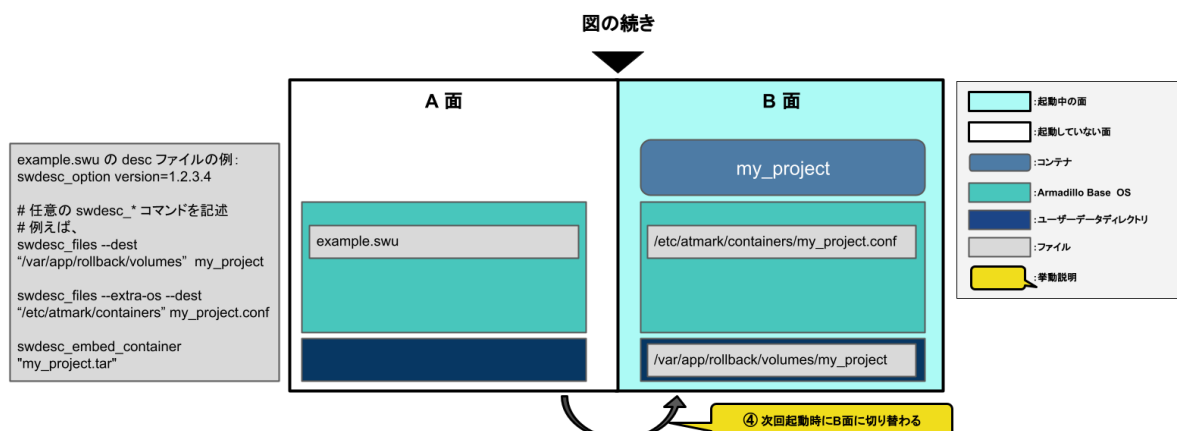 図の続き
A 面
B 面
example.swu の desc ファイルの例:
swdesc_option version=1.2.3.4
# 任意の swdesc_* コマンドを記述
# 例えば、
swdesc_files --dest
“/var/app/rollback/volumes” my_project
swdesc_files --extra-os --dest
“/etc/atmark/containers” my_project.conf
swdesc_embed_container
"my_project.tar"
my_project
example.swu
/etc/atmark/containers/my_project.conf
/var/app/rollback/volumes/my_project
④ 次回起動時にB面に切り替わる
:起動中の面
:起動していない面
:コンテナ
:Armadillo Base OS
:ユーザーデータディレクトリ
:ファイル
:挙動説明